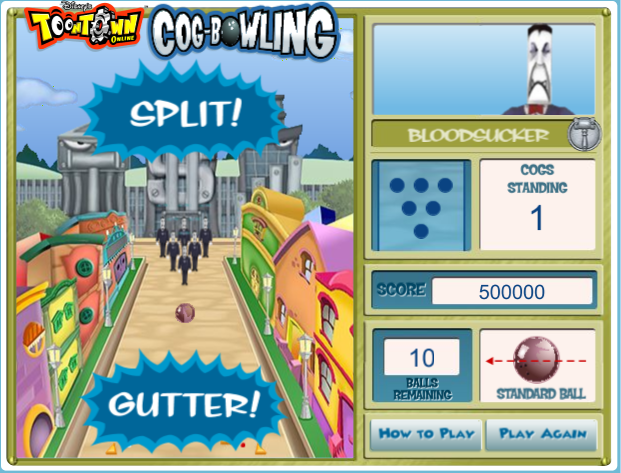 Disney's
TOONTOWN
ONLINE
COG-BOWLING
SPLIT!
BLOODSUCKER
COGS
STANDING
1
SCORE 500000
10
BALLS
REMAINING
STANDARD BALL
GUTTER!
HOW TO PLAY
PLAY AGAIN